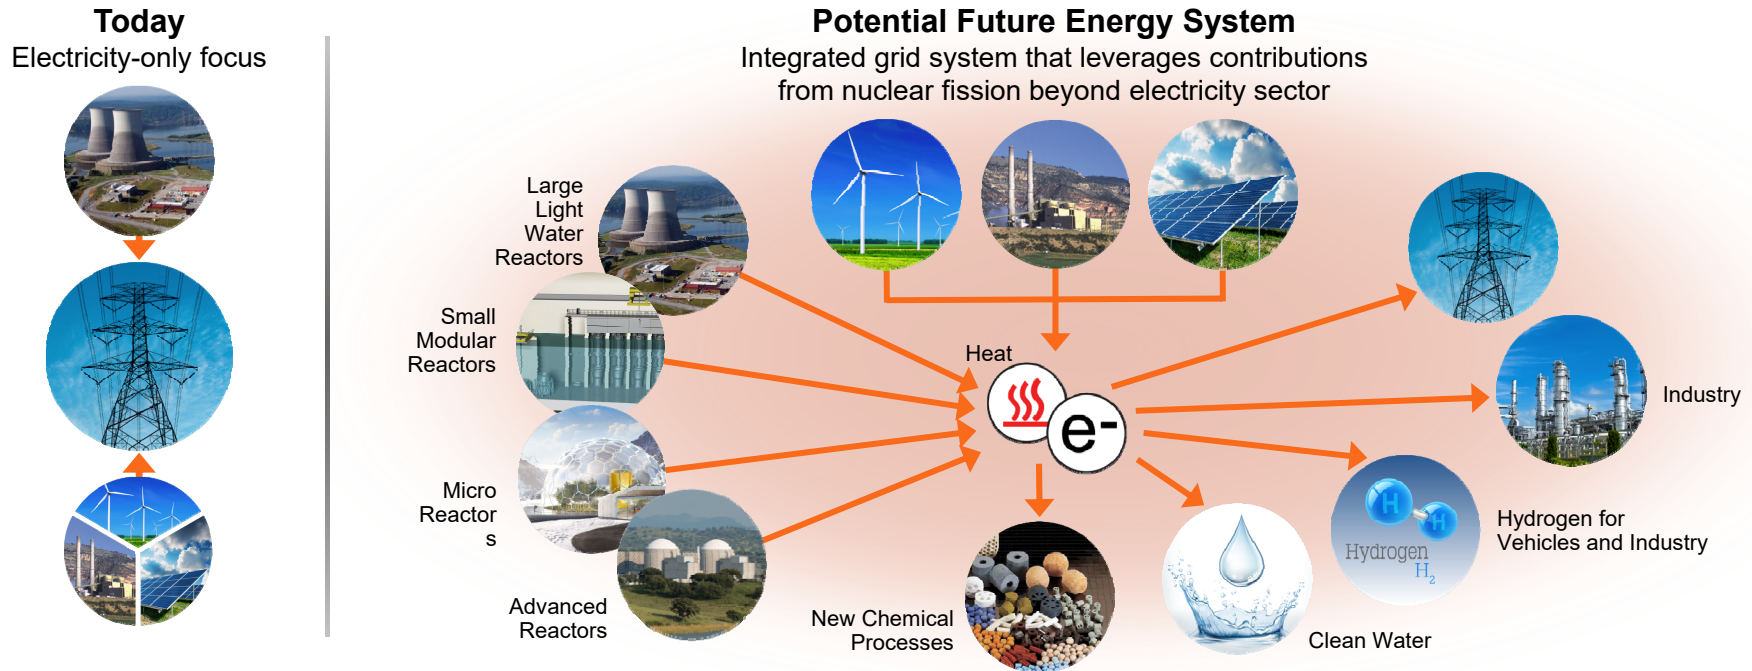 Today
Electricity-only focus
Potential Future Energy System
Integrated grid system that leverages contributions
from nuclear fission beyond electricity sector
Large
Light
Water
Reactors
Small
Modular
Reactors
Micro
Reactor
s
Advanced
Reactors
Heat
e-
New Chemical
Processes
Clean Water
H
H
Hydrogen
H₂
Hydrogen for
Vehicles and Industry
Industry